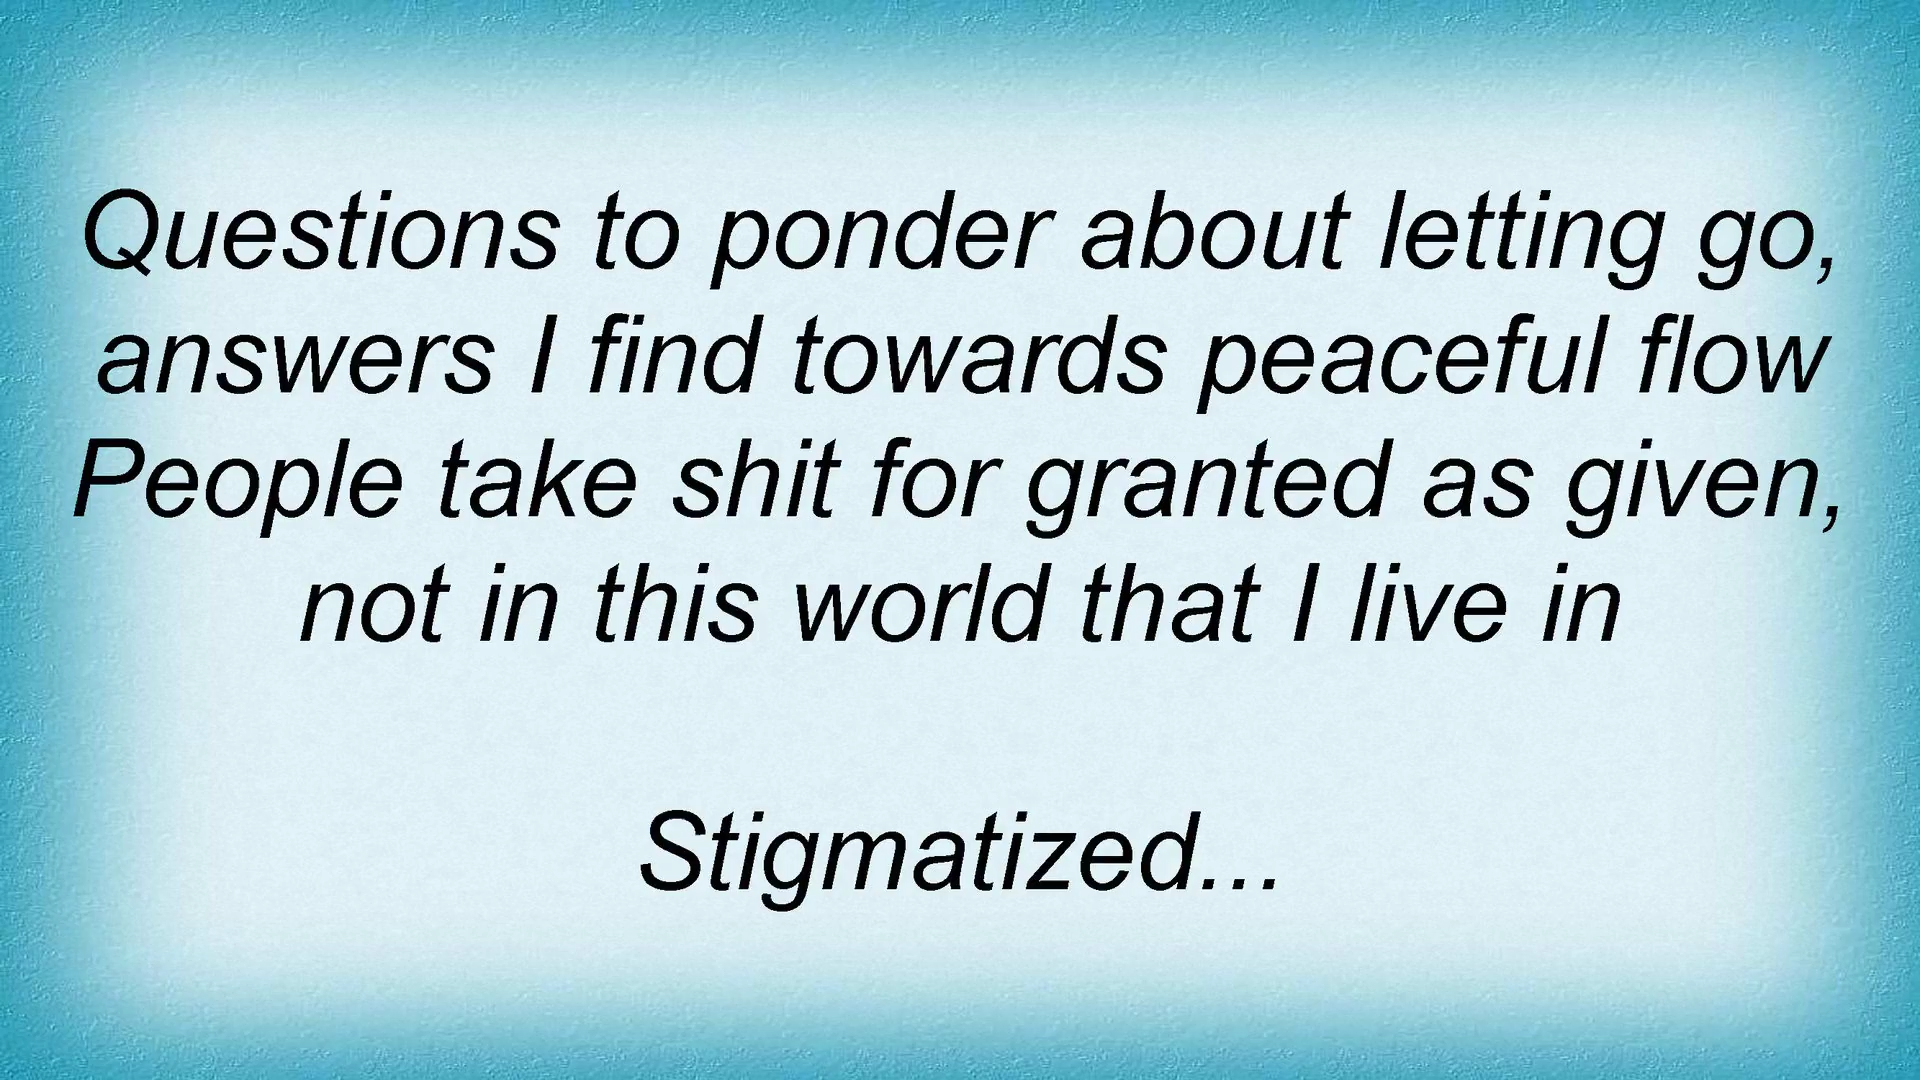 Questions to ponder about letting go,
answers I find towards peaceful flow
People take shit for granted as given,
not in this world that I live in
Stigmatized...